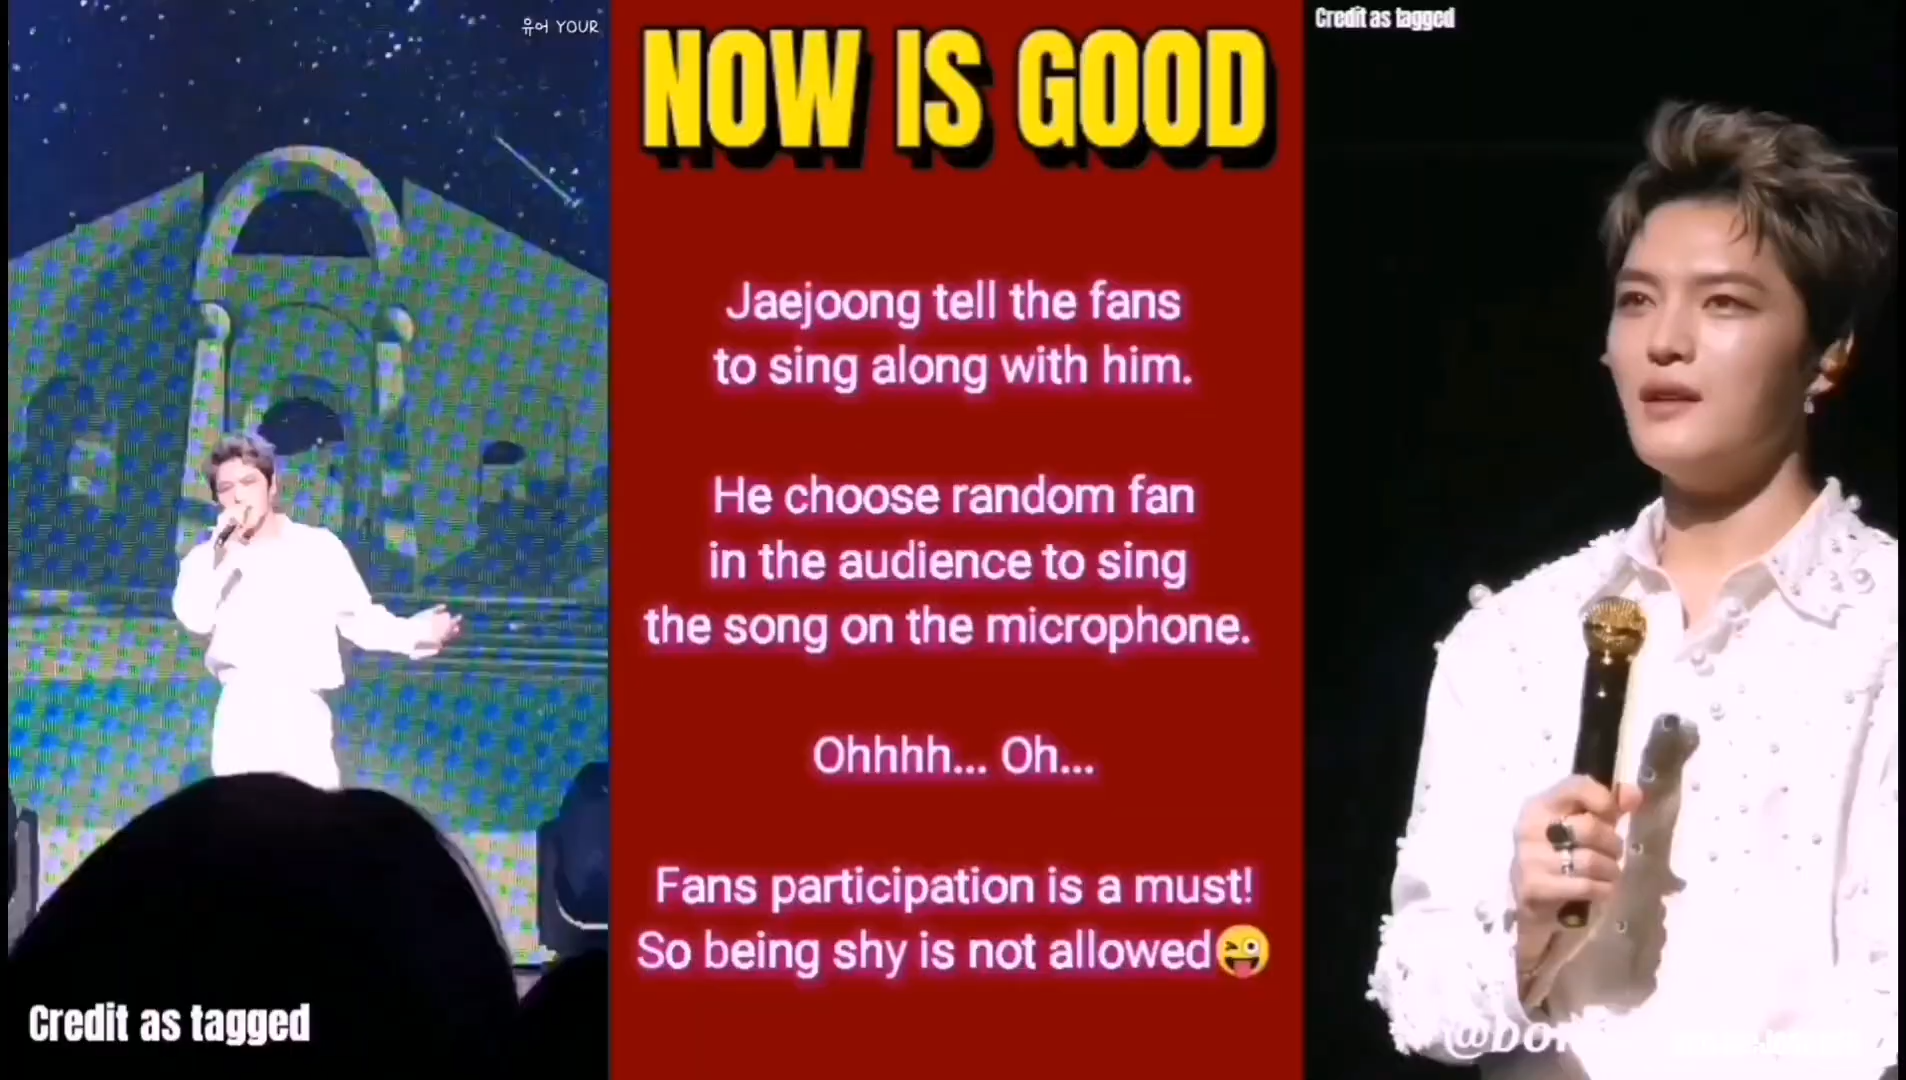 유어 YOUR
Credit as tagged
NOW IS GOOD
Jaejoong tell the fans
to sing along with him.
He choose random fan
in the audience to sing
the song on the microphone.
Ohhhh... Oh...
Fans participation is a must!
So being shy is not allowed😜
Credit as tagged